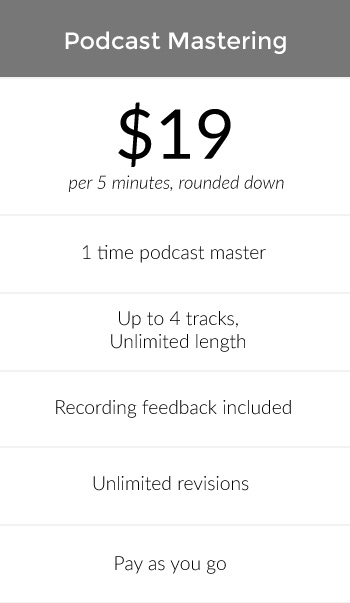 Podcast Mastering
$19
per 5 minutes, rounded down
1 time podcast master
Up to 4 tracks,
Unlimited length
Recording feedback included
Unlimited revisions
Pay as you go